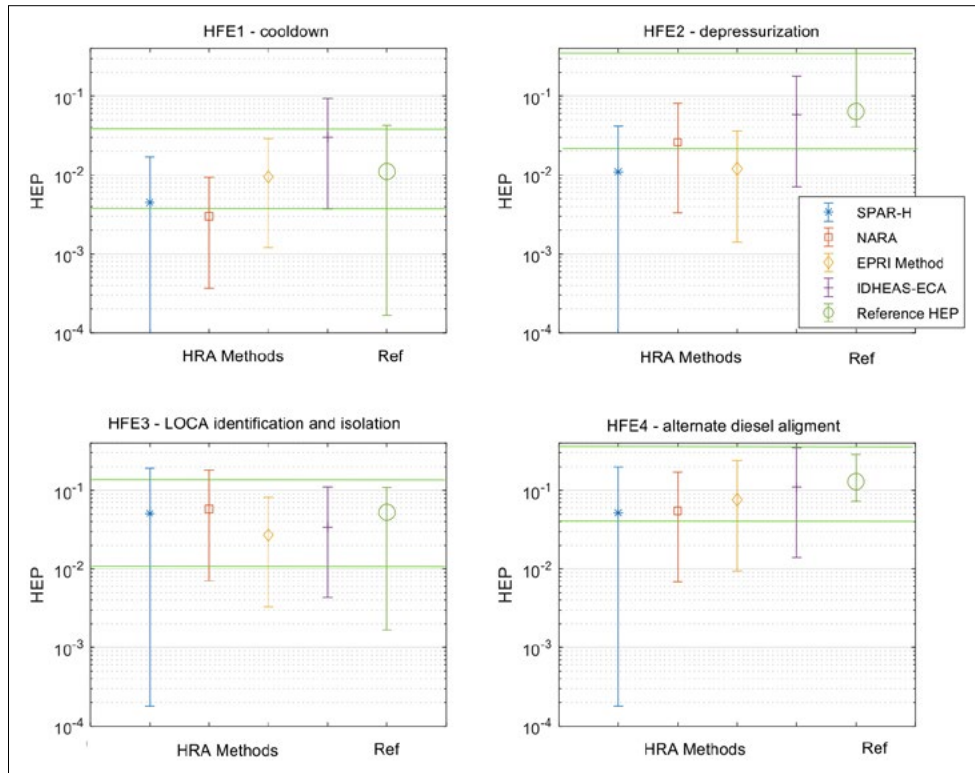 HFE1 - cooldown
HEP
10^-1
10^-2
10^-3
10^-4
HRA Methods
Ref
HFE2 - depressurization
HEP
10^-1
10^-2
10^-3
10^-4
HRA Methods
Ref
SPAR-H
NARA
EPRI Method
IDHEAS-ECA
Reference HEP
HFE3 - LOCA identification and isolation
HEP
10^-1
10^-2
10^-3
10^-4
HRA Methods
Ref
HFE4 - alternate diesel aligment
HEP
10^-1
10^-2
10^-3
10^-4
HRA Methods
Ref